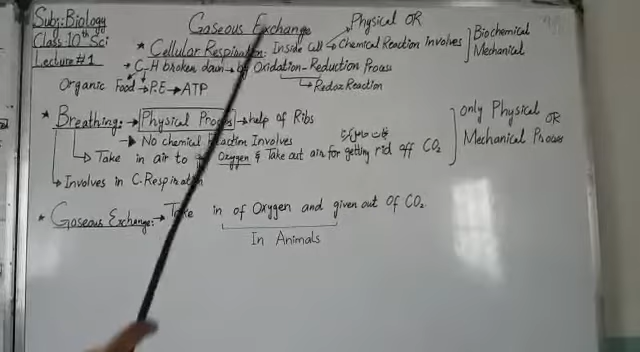 Sub:-Biology
Class 10th Sci
Lecture #1
Gaseous Exchange
* Cellular Respiration: Inside Cell → Physical OR
→ Chemical Reaction involves
Biochemical
Mechanical
→ C-H broken down → by Oxidation-Reduction Process
→ Redox Reaction
Organic Food → P.E → ATP
* Breathing:→ Physical Process → help of Ribs
→ No chemical Reaction Involves
→ Take in air to Oxygen & Take out air for getting rid off CO₂
→ Involves in C-Respiration
only Physical OR
Mechanical Process
* Gaseous Exchange:→ Take in of Oxygen and given out of CO₂
In Animals